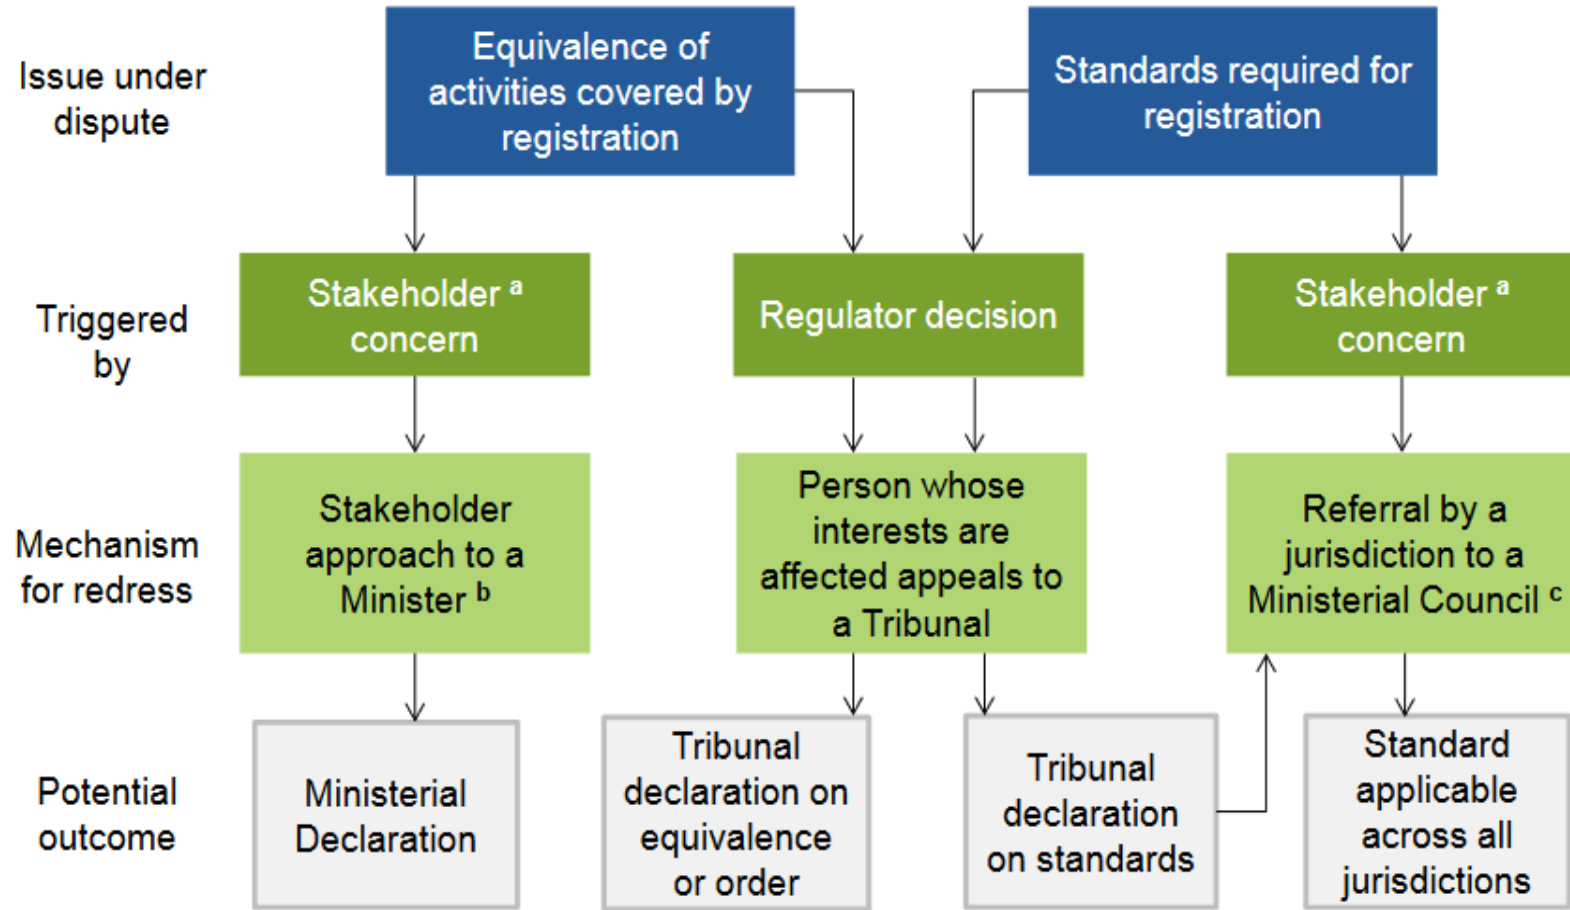 Issue under
dispute
Equivalence of
activities covered by
registration
Standards required for
registration
Triggered
by
Stakeholder a
concern
Regulator decision
Stakeholder a
concern
Mechanism
for redress
Stakeholder
approach to a
Minister b
Person whose
interests are
affected appeals to
a Tribunal
Referral by a
jurisdiction to a
Ministerial Council c
Potential
outcome
Ministerial
Declaration
Tribunal
declaration on
equivalence
or order
Tribunal
declaration
on standards
Standard
applicable
across all
jurisdictions